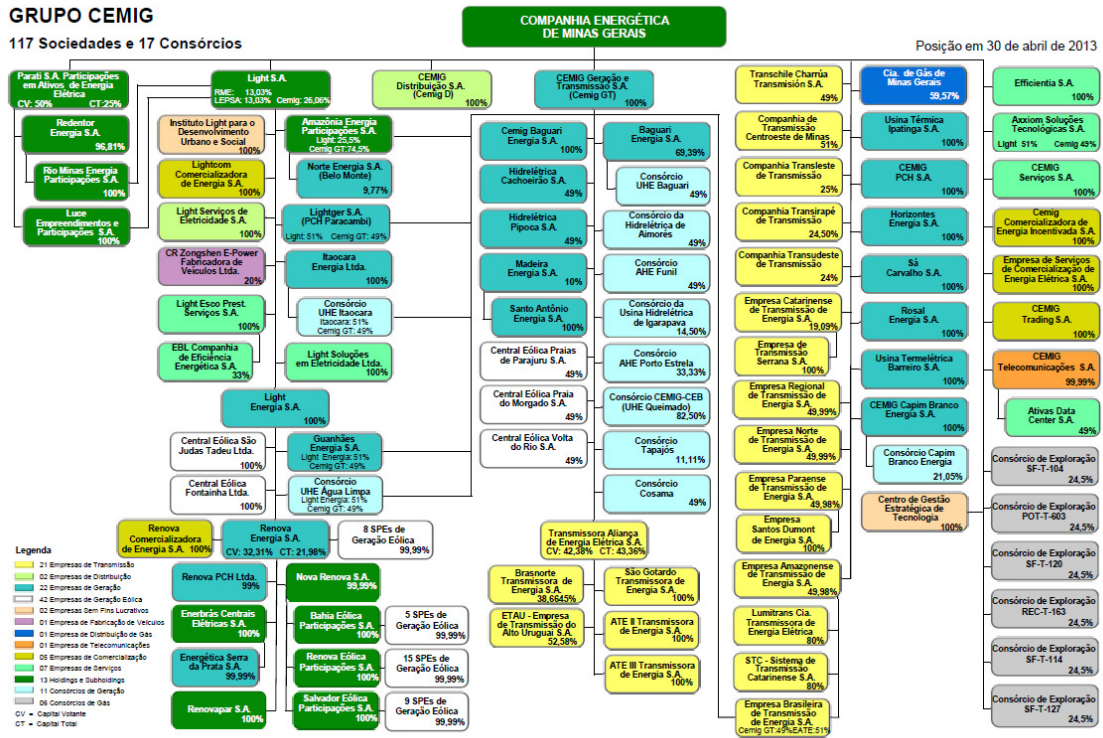 GRUPO CEMIG
117 Sociedades e 17 Consórcios
COMPANHIA ENERGÉTICA
DE MINAS GERAIS
Posição em 30 de abril de 2013
Parati S.A. Participações
em Ativos de Energia
Elétrica
CV: 50% CT:25%
Redentor
Energia S.A.
96,81%
Rio Minas Energia
Participações S.A.
100%
Luce
Empreendimentos e
Participações S.A.
100%
Light S.A.
RME: 13,03%
LEPSA: 13,03% Cemig: 26,06%
Instituto Light para o
Desenvolvimento
Urbano e Social
100%
Lightcom
Comercializadora
de Energia S.A.
100%
Light Serviços de
Eletricidade S.A.
100%
CR Zongshen E-Power
Fabricadora de
Veículos Ltda.
20%
Light Esco Prest.
Serviços S.A.
100%
EBL Companhia
de Eficiência
Energética S.A.
33%
Amazônia Energia
Participações S.A.
Light: 25,5%
Cemig GT:74,5%
Norte Energia S.A.
(Belo Monte)
9,77%
Lightger S.A.
(PCH Paracambi)
Light: 51% Cemig GT: 49%
Itaocara
Energia Ltda.
100%
Consórcio
UHE Itaocara
Itaocara: 51%
Cemig GT: 49%
Light Soluções
em Eletricidade Ltda.
100%
Light
Energia S.A.
100%
Central Eólica São
Judas Tadeu Ltda.
100%
Central Eólica
Fontainha Ltda.
100%
Guanhães
Energia S.A.
Light Energia: 51%
Cemig GT: 49%
Consórcio
UHE Água Limpa
Light Energia: 51%
Cemig GT: 49%
Renova
Comercializadora
de Energia S.A. 100%
Renova
Energia S.A.
CV: 32,31% CT: 21,98%
8 SPEs de
Geração Eólica
99,99%
Renova PCH Ltda.
99%
Enerbrás Centrais
Elétricas S.A.
100%
Energética Serra
da Prata S.A.
99,99%
Renovapar S.A.
100%
Nova Renova S.A.
99,99%
Bahia Eólica
Participações S.A.
100%
Renova Eólica
Participações S.A.
100%
Salvador Eólica
Participações S.A.
100%
5 SPEs de
Geração Eólica
99,99%
15 SPEs de
Geração Eólica
99,99%
9 SPEs de
Geração Eólica
99,99%
CEMIG
Distribuição S.A.
(Cemig D)
100%
CEMIG Geração e
Transmissão S.A.
(Cemig GT)
100%
Cemig Baguari
Energia S.A.
100%
Hidrelétrica
Cachoeirão S.A.
49%
Hidrelétrica
Pipoca S.A.
49%
Madeira
Energia S.A.
10%
Santo Antônio
Energia S.A.
100%
Central Eólica Praias
de Parajuru S.A.
49%
Central Eólica Praia
do Morgado S.A.
49%
Central Eólica Volta
do Rio S.A.
49%
Baguari
Energia S.A.
69,39%
Consórcio
UHE Baguari
49%
Consórcio da
Hidrelétrica de
Aimorés
49%
Consórcio
AHE Funil
49%
Consórcio da
Usina Hidrelétrica
de Igarapava
14,50%
Consórcio
AHE Porto Estrela
33,33%
Consórcio CEMIG-CEB
(UHE Queimado)
82,50%
Consórcio
Tapajós
11,11%
Consórcio
Cosama
49%
Transmissora Aliança
de Energia Elétrica S.A.
CV: 42,38% CT: 43,36%
Brasnorte
Transmissora de
Energia S.A.
38,6645%
ETAU - Empresa
de Transmissão do
Alto Uruguai S.A.
52,58%
São Gotardo
Transmissora de
Energia S.A.
100%
ATE II Transmissora
de Energia S.A.
100%
ATE III Transmissora
de Energia S.A.
100%
Transchile Charrúa
Transmisión S.A.
49%
Companhia de
Transmissão
Centroeste de Minas
51%
Companhia Transleste
de Transmissão
25%
Companhia Transirapé
de Transmissão
24,50%
Companhia Transudeste
de Transmissão
24%
Empresa Catarinense
de Transmissão de
Energia S.A.
19,09%
Empresa de
Transmissão
Serrana S.A.
100%
Empresa Regional
de Transmissão de
Energia S.A.
49,99%
Empresa Norte
de Transmissão de
Energia S.A.
49,99%
Empresa Paraense
de Transmissão de
Energia S.A.
49,98%
Empresa
Santos Dumont
de Energia S.A.
100%
Empresa Amazonense
de Transmissão de
Energia S.A.
49,98%
Lumitrans Cia.
Transmissora de
Energia Elétrica
80%
STC - Sistema de
Transmissão
Catarinense S.A.
80%
Empresa Brasileira
de Transmissão
de Energia S.A.
Cemig GT:49%EATE:51%
Cia. de Gás de
Minas Gerais
59,57%
Usina Térmica
Ipatinga S.A.
100%
CEMIG
PCH S.A.
100%
Horizontes
Energia S.A.
100%
Sá
Carvalho S.A.
100%
Rosal
Energia S.A.
100%
Usina Termelétrica
Barreiro S.A.
100%
CEMIG Capim Branco
Energia S.A.
100%
Consórcio Capim
Branco Energia
21,05%
Centro de Gestão
Estratégica de
Tecnologia
100%
Efficientia S.A.
100%
Axxiom Soluções
Tecnológicas S.A.
Light 51% Cemig 49%
CEMIG
Serviços S.A.
100%
Cemig
Comercializadora de
Energia Incentivada S.A.
100%
Empresa de Serviços
de Comercialização de
Energia Elétrica S.A.
100%
CEMIG
Trading S.A.
100%
CEMIG
Telecomunicações S.A.
99,99%
Ativas Data
Center S.A.
49%
Consórcio de Exploração
SF-T-104
24,5%
Consórcio de Exploração
POT-T-603
24,5%
Consórcio de Exploração
SF-T-120
24,5%
Consórcio de Exploração
REC-T-163
24,5%
Consórcio de Exploração
SF-T-114
24,5%
Consórcio de Exploração
SF-T-127
24,5%
Legenda
21 Empresas de Transmissão
02 Empresas de Distribuição
22 Empresas de Geração
42 Empresas de Geração Eólica
02 Empresas Sem Fins Lucrativos
01 Empresa de Fabricação de Veículos
01 Empresa de Distribuição de Gás
01 Empresa de Telecomunicações
05 Empresas de Comercialização
07 Empresas de Serviços
13 Holdings e Subholdings
11 Consórcios de Geração
06 Consórcios de Gás
CV = Capital Votante
CT = Capital Total